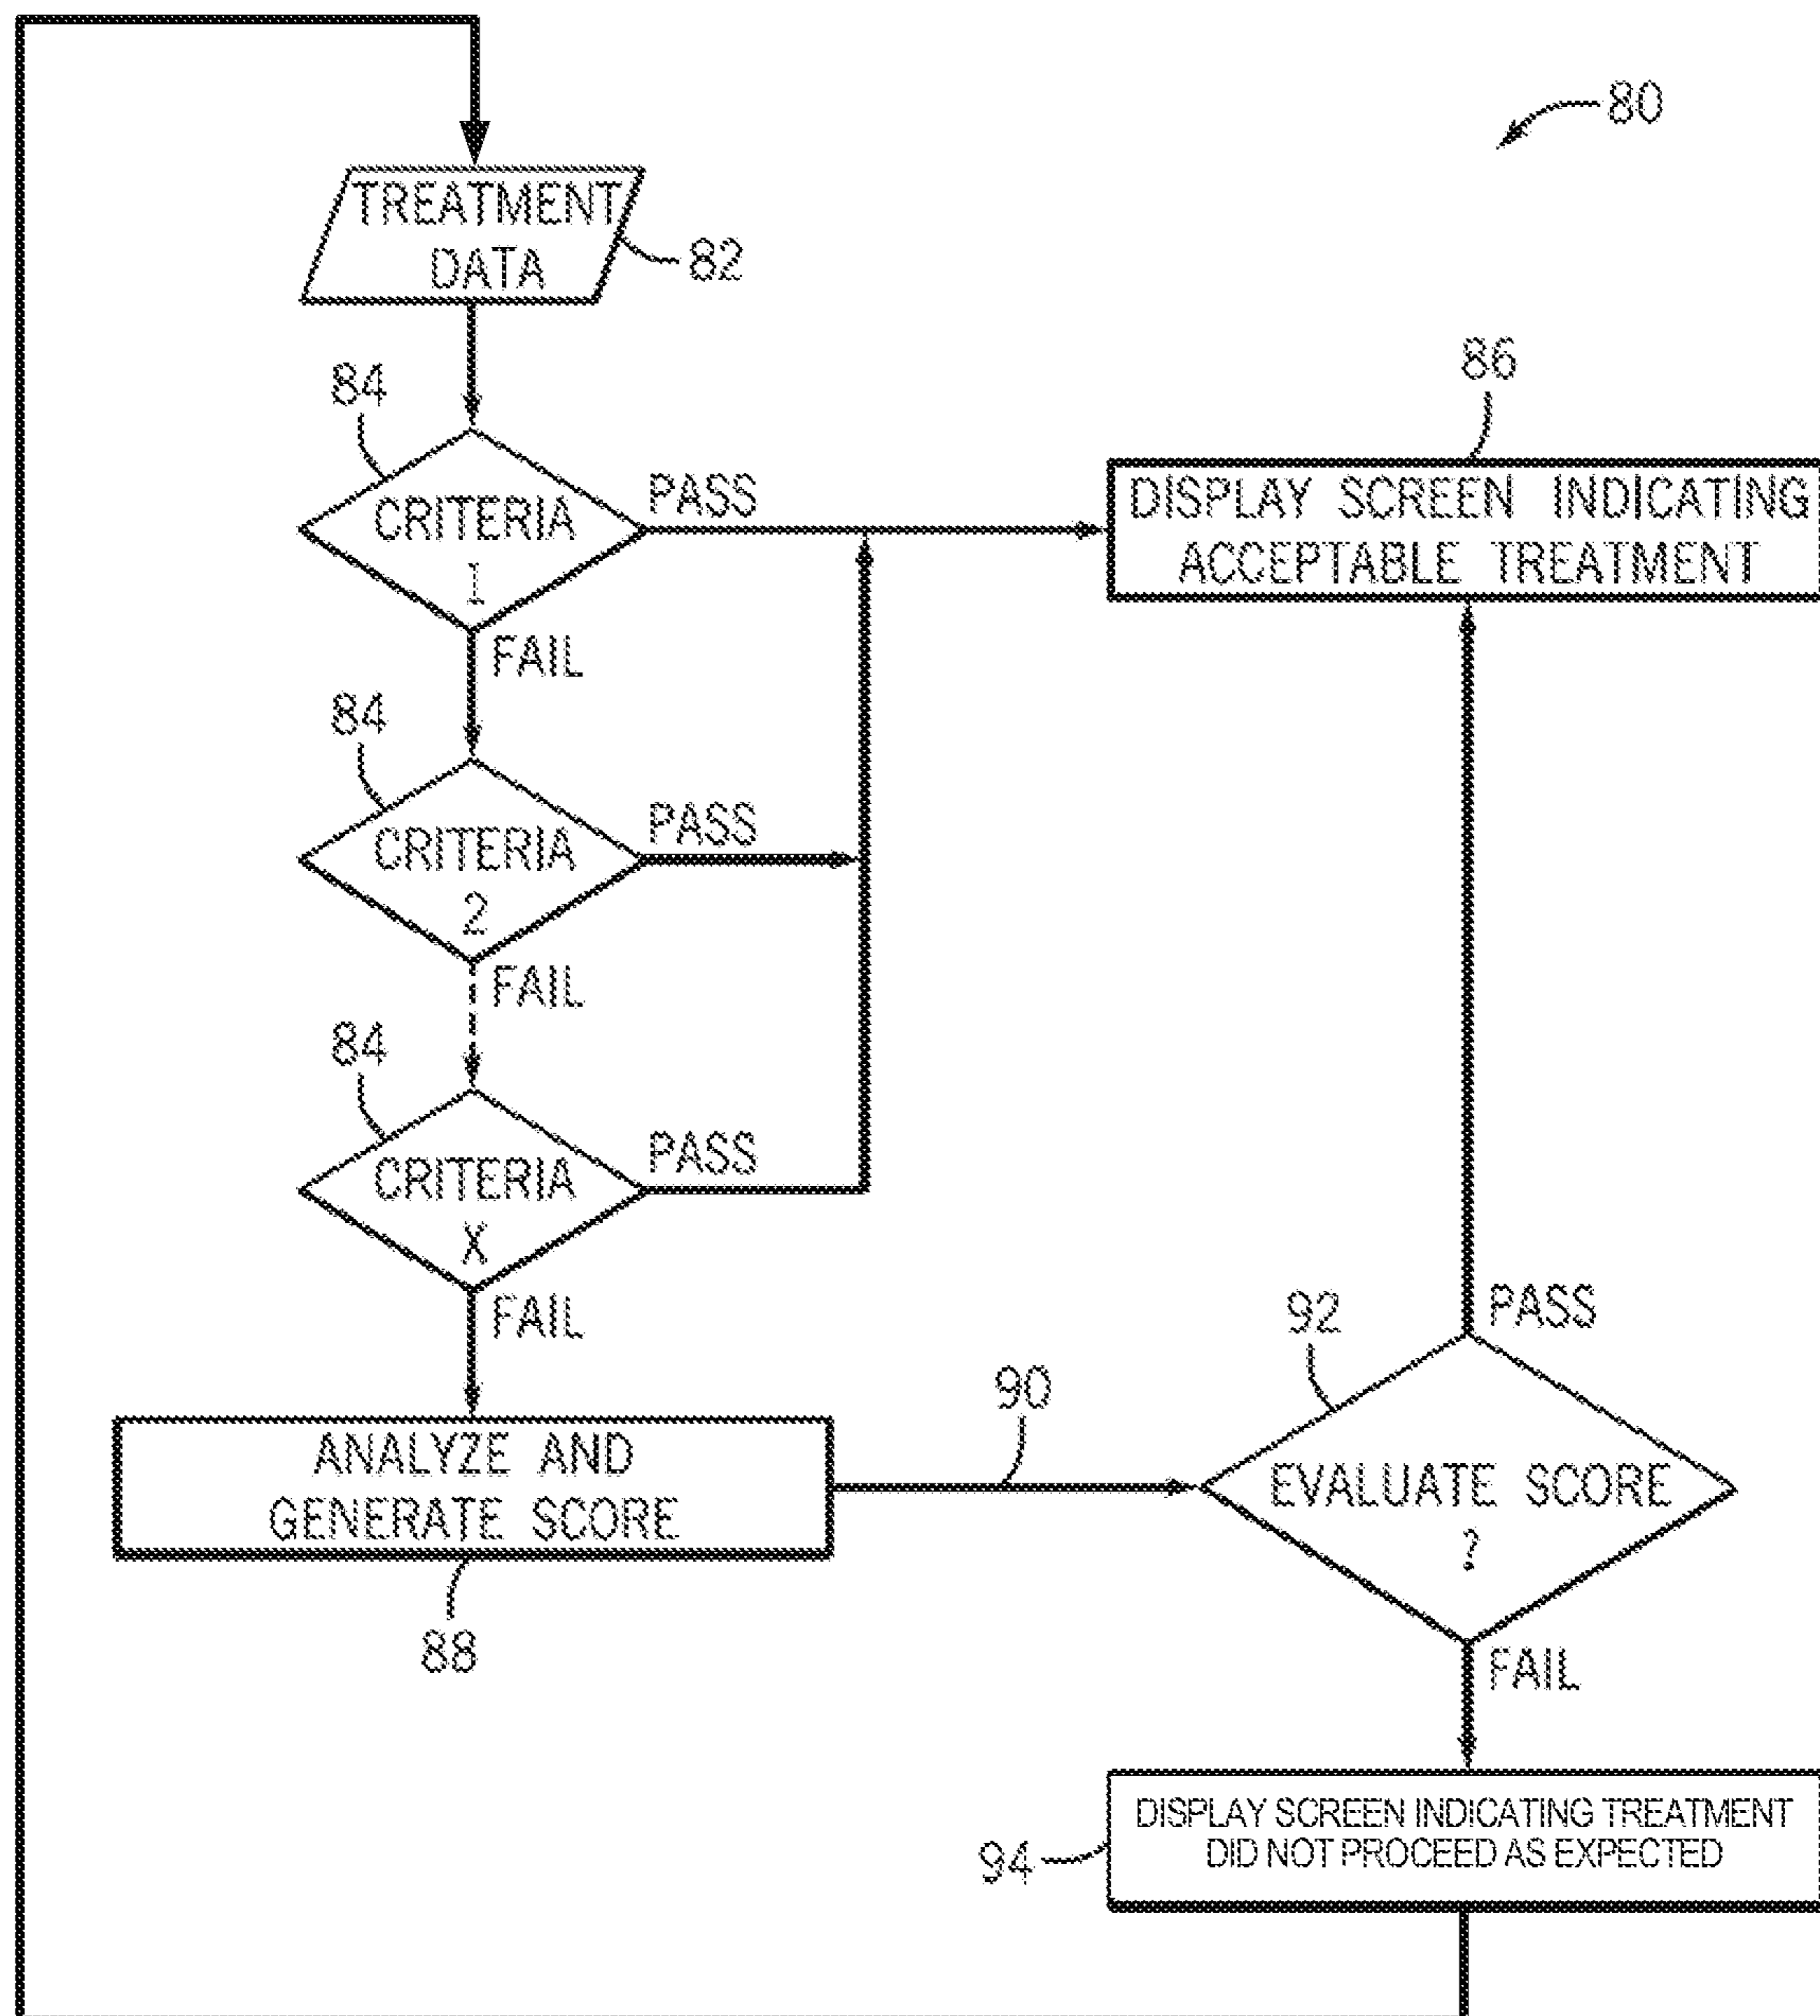 80
TREATMENT
DATA
82
84
CRITERIA
1
PASS
FAIL
86
DISPLAY SCREEN INDICATING
ACCEPTABLE TREATMENT
84
CRITERIA
2
PASS
FAIL
84
CRITERIA
X
PASS
FAIL
ANALYZE AND
GENERATE SCORE
88
90
92
EVALUATE SCORE
?
PASS
FAIL
DISPLAY SCREEN INDICATING TREATMENT
DID NOT PROCEED AS EXPECTED
94